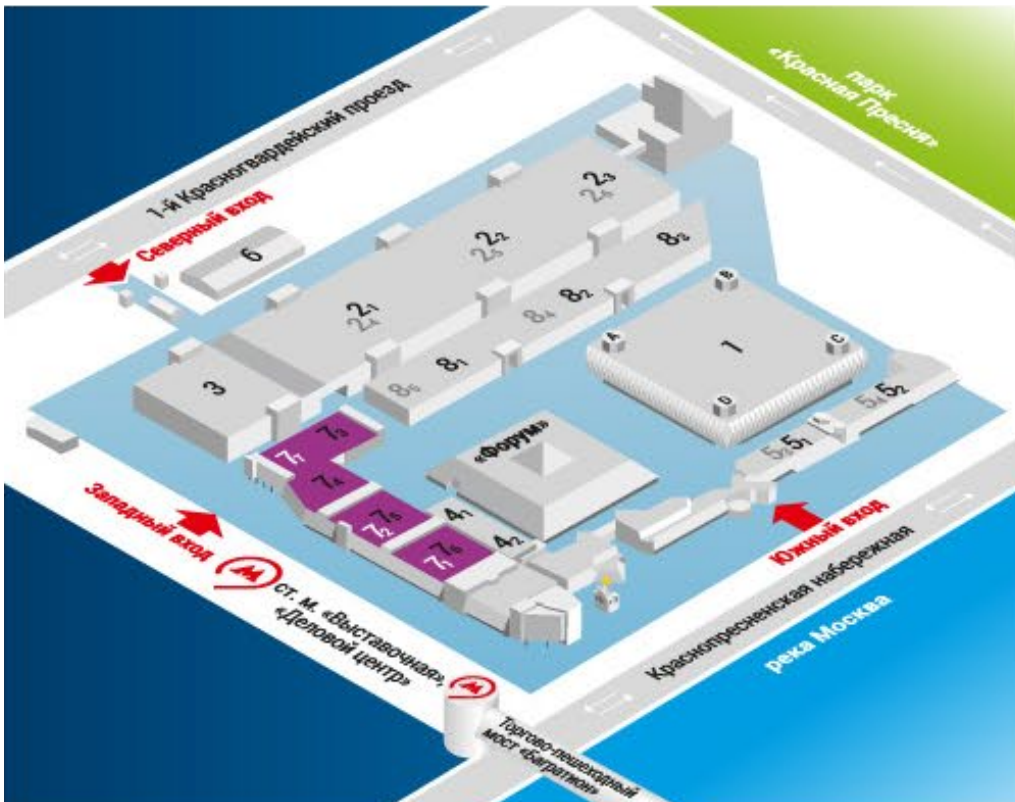 парк
«Красная Пресня»
1-й Красногвардейский проезд
Северный вход
6
2₃
2₆
2₂
2₅
2₁
2₄
8₃
8₂
8₄
8₁
8₅
3
B
A
1
C
D
5₂
5₄
5₁
5₃
«Форум»
7₃
7₇
7₄
7₅
7₂
7₆
7₁
4₁
4₂
Западный вход
Южный вход
М
ст. м. «Выставочная»,
«Деловой центр»
М
Краснопресненская набережная
река Москва
Торгово-пешеходный
мост «Багратион»